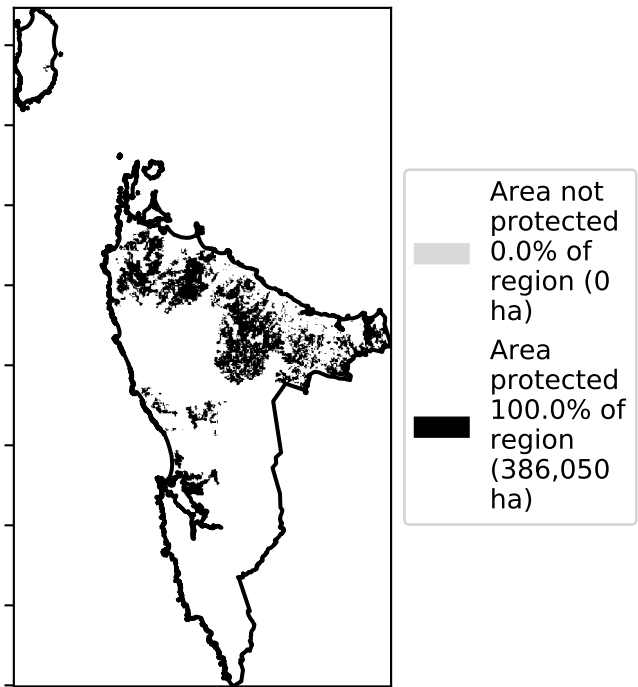 Area not
protected
0.0% of
region (0
ha)
Area
protected
100.0% of
region
(386,050
ha)